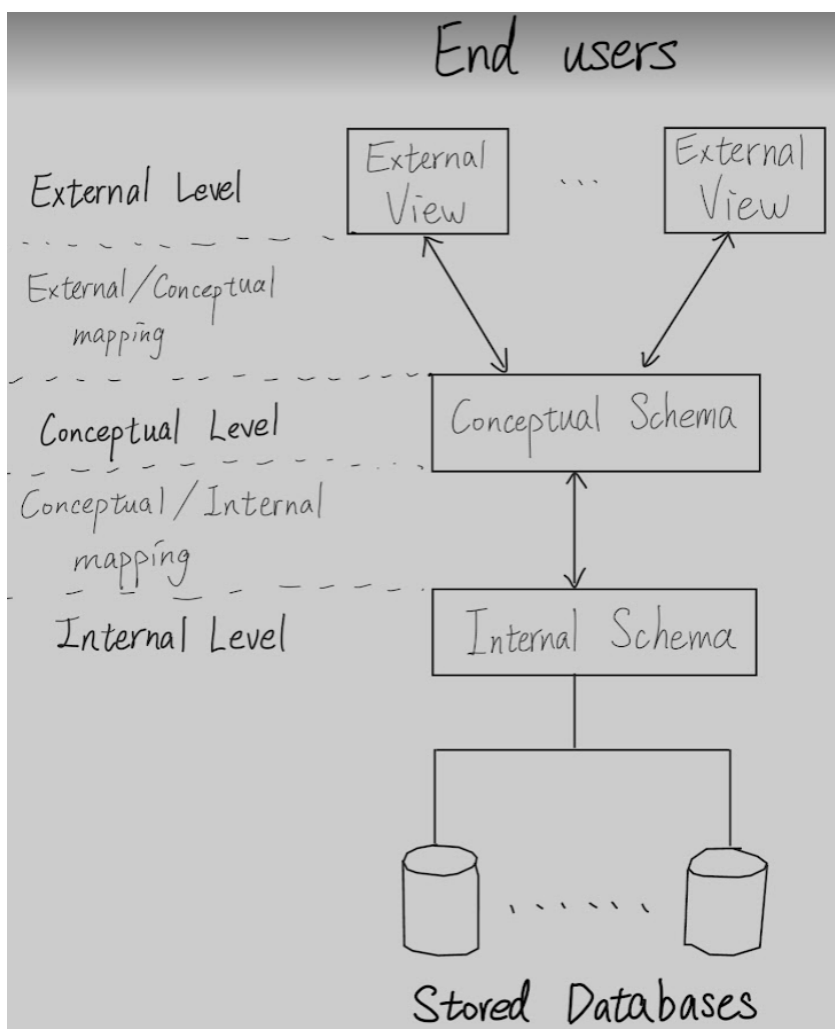 End users
External
View
...
External
View
External Level
External/Conceptual
mapping
Conceptual Level
Conceptual Schema
Conceptual/Internal
mapping
Internal Level
Internal Schema
Stored Databases